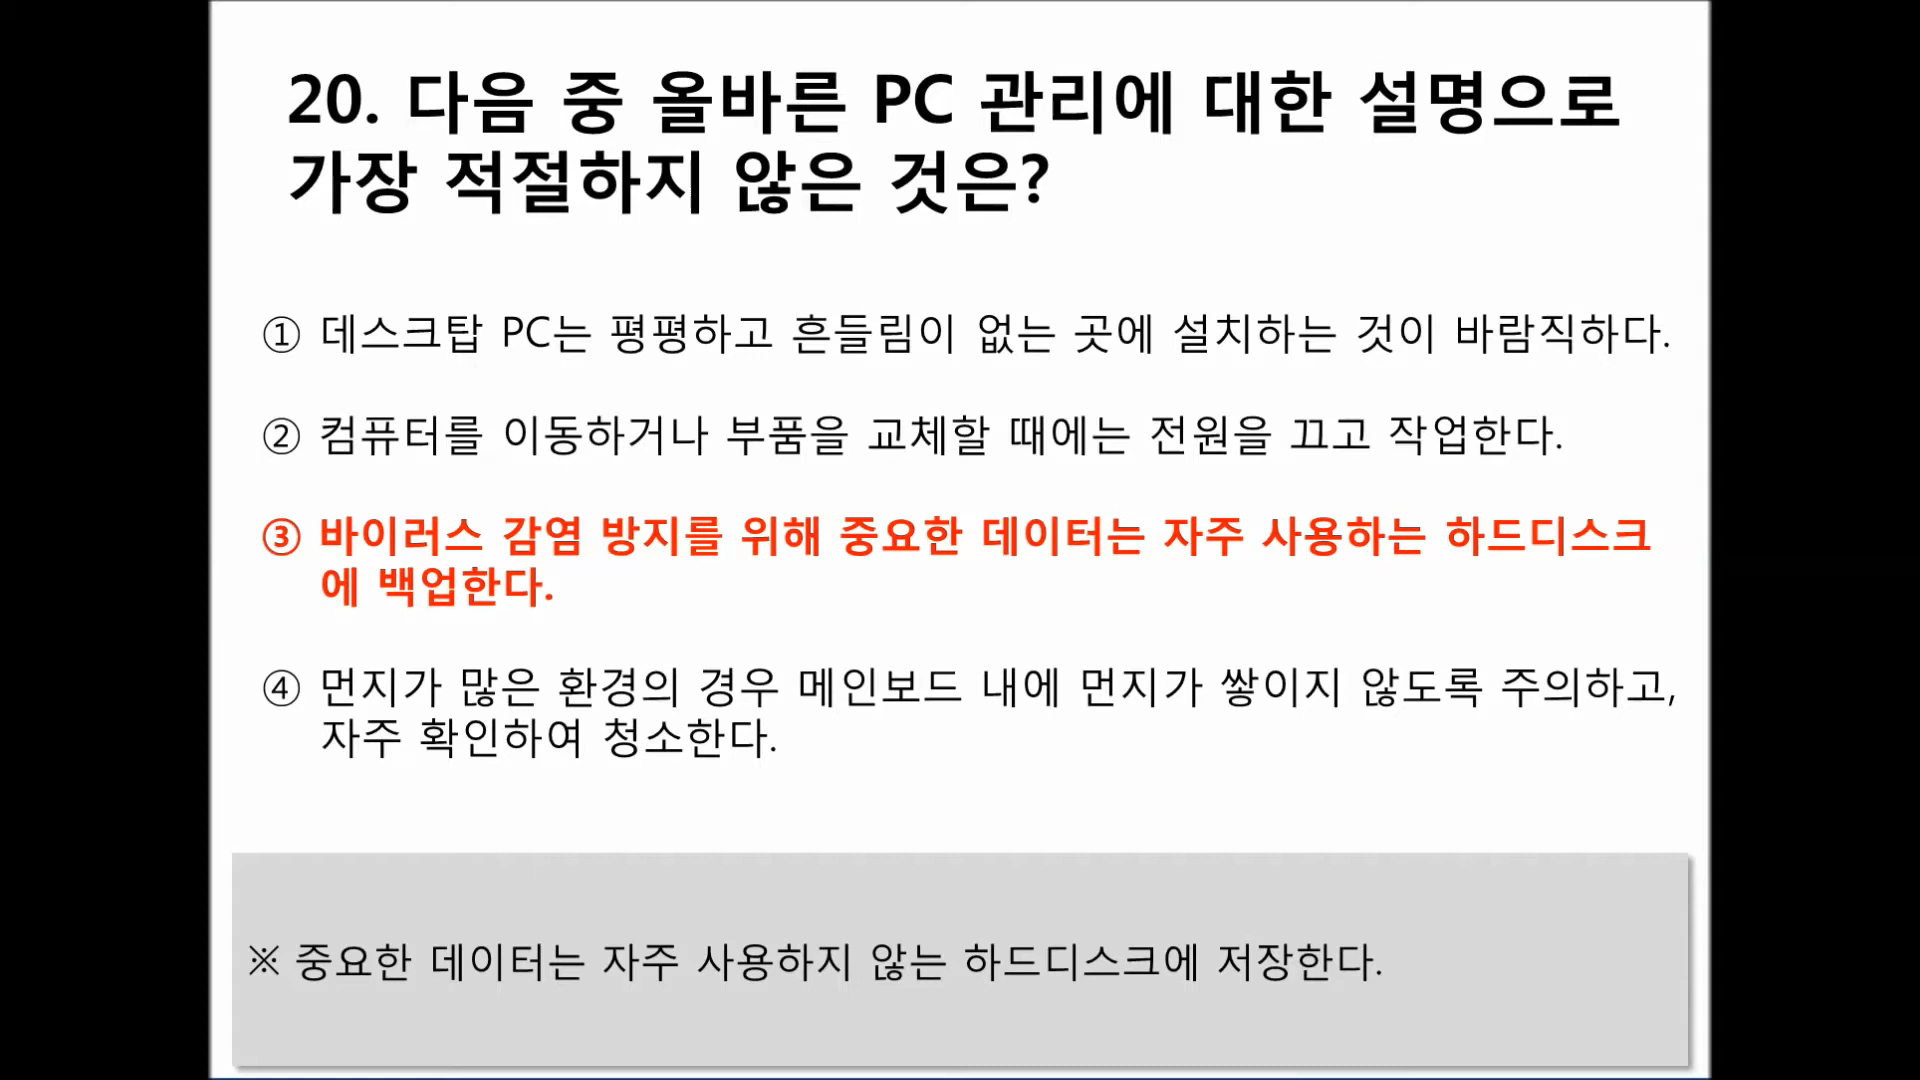 20. 다음 중 올바른 PC 관리에 대한 설명으로
가장 적절하지 않은 것은?
① 데스크탑 PC는 평평하고 흔들림이 없는 곳에 설치하는 것이 바람직하다.
② 컴퓨터를 이동하거나 부품을 교체할 때에는 전원을 끄고 작업한다.
③ 바이러스 감염 방지를 위해 중요한 데이터는 자주 사용하는 하드디스크
에 백업한다.
④ 먼지가 많은 환경의 경우 메인보드 내에 먼지가 쌓이지 않도록 주의하고,
자주 확인하여 청소한다.
※ 중요한 데이터는 자주 사용하지 않는 하드디스크에 저장한다.